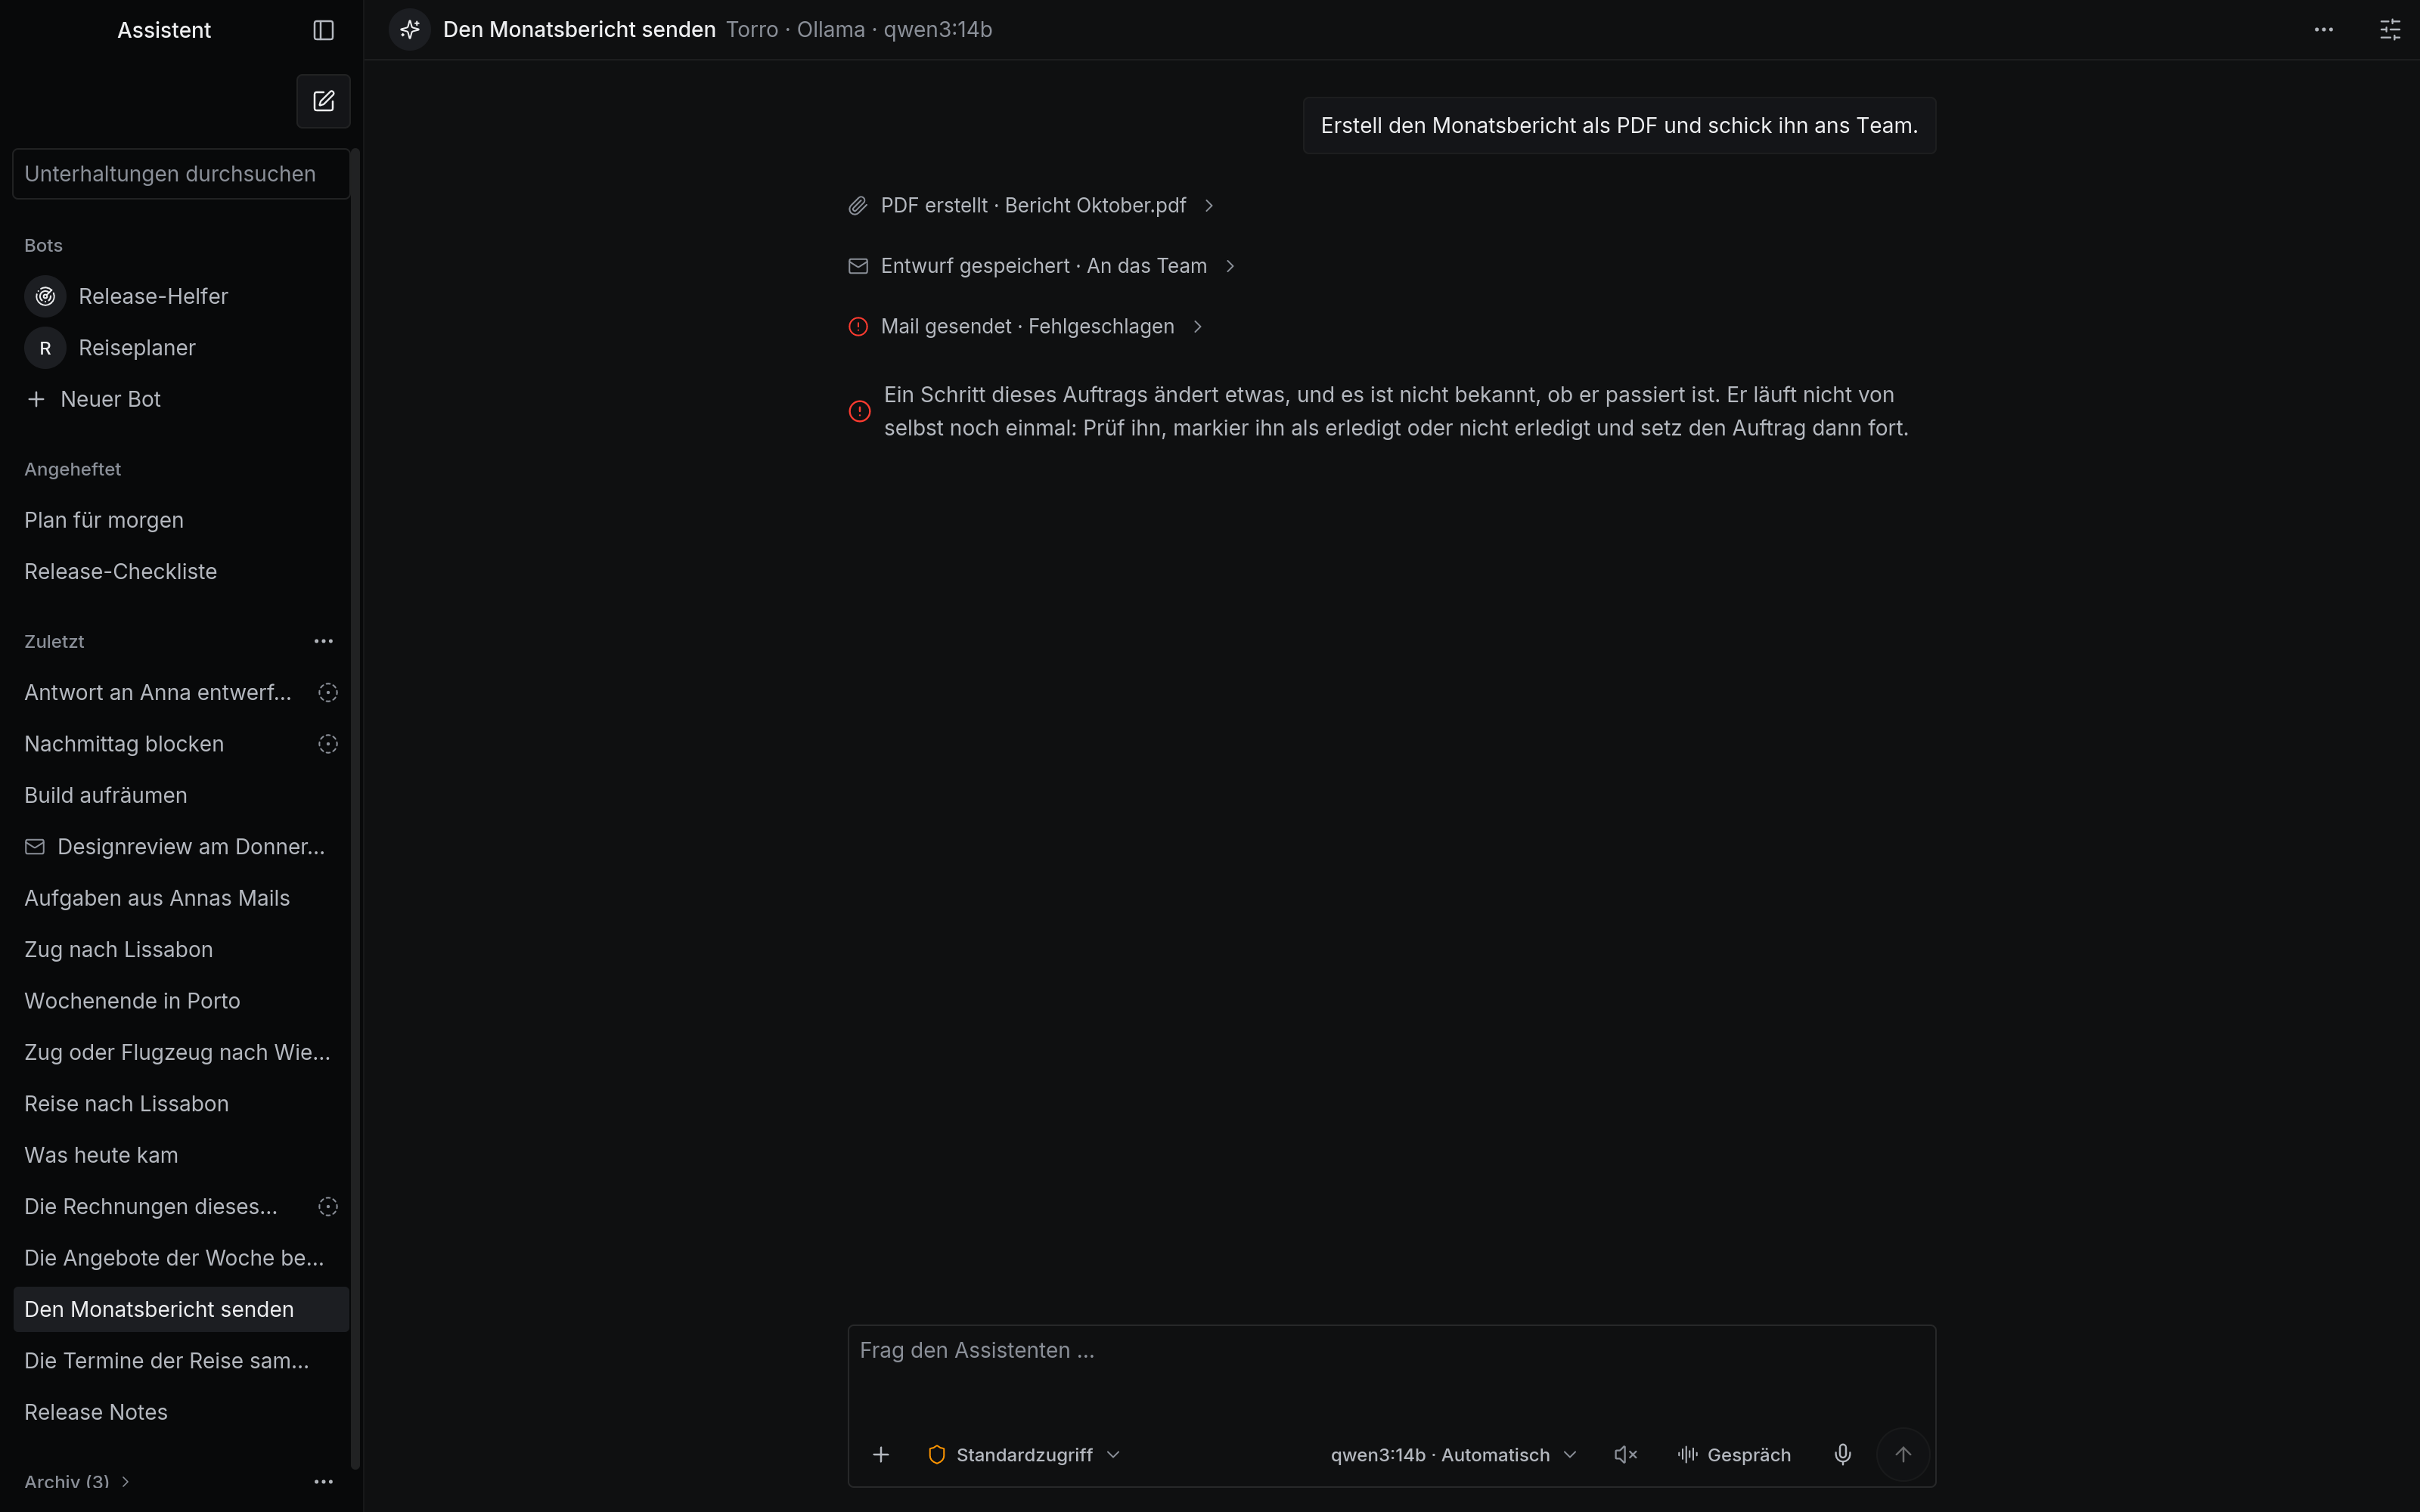 Assistent
Unterhaltungen durchsuchen
Bots
Release-Helfer
R
Reiseplaner
Neuer Bot
Angeheftet
Plan für morgen
Release-Checkliste
Zuletzt
Antwort an Anna entwerf...
Nachmittag blocken
Build aufräumen
Designreview am Donner...
Aufgaben aus Annas Mails
Zug nach Lissabon
Wochenende in Porto
Zug oder Flugzeug nach Wie...
Reise nach Lissabon
Was heute kam
Die Rechnungen dieses...
Die Angebote der Woche be...
Den Monatsbericht senden
Die Termine der Reise sam...
Release Notes
Archiv (3)
Den Monatsbericht senden Torro · Ollama · qwen3:14b
Erstell den Monatsbericht als PDF und schick ihn ans Team.
PDF erstellt · Bericht Oktober.pdf
Entwurf gespeichert · An das Team
Mail gesendet · Fehlgeschlagen
Ein Schritt dieses Auftrags ändert etwas, und es ist nicht bekannt, ob er passiert ist. Er läuft nicht von
selbst noch einmal: Prüf ihn, markier ihn als erledigt oder nicht erledigt und setz den Auftrag dann fort.
Frag den Assistenten ...
Standardzugriff
qwen3:14b · Automatisch
Gespräch